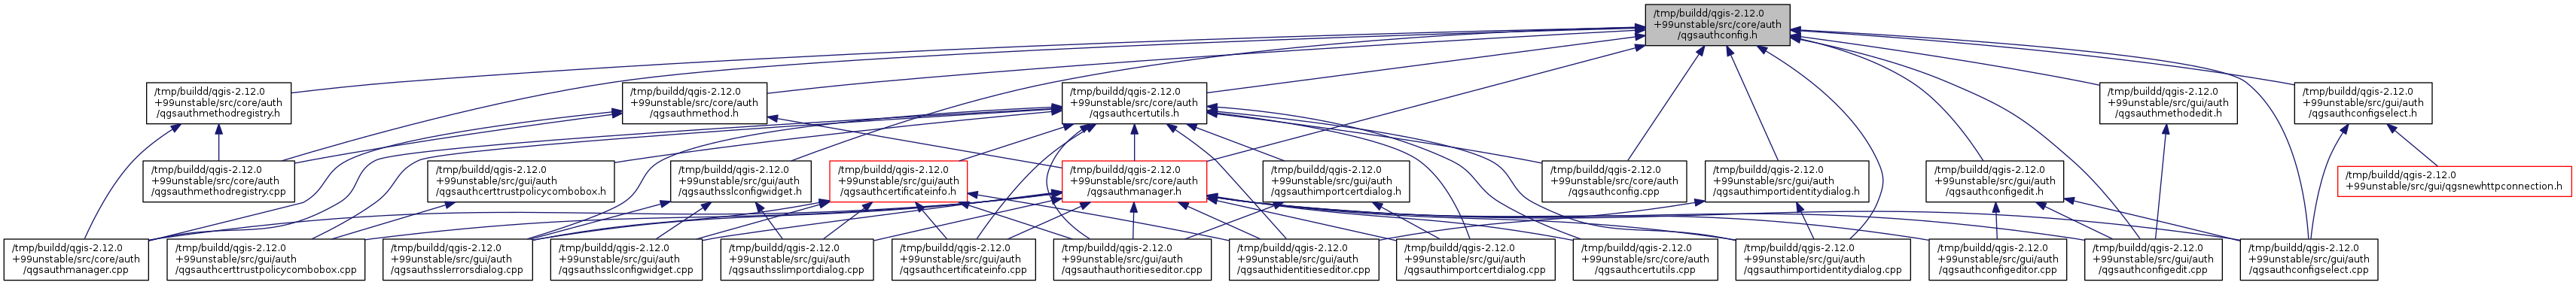 /tmp/buildd/qgis-2.12.0
+99unstable/src/core/auth
/qgsauthconfig.h
/tmp/buildd/qgis-2.12.0
+99unstable/src/core/auth
/qgsauthmethodregistry.h
/tmp/buildd/qgis-2.12.0
+99unstable/src/core/auth
/qgsauthmethod.h
/tmp/buildd/qgis-2.12.0
+99unstable/src/core/auth
/qgsauthcertutils.h
/tmp/buildd/qgis-2.12.0
+99unstable/src/gui/auth
/qgsauthmethodedit.h
/tmp/buildd/qgis-2.12.0
+99unstable/src/gui/auth
/qgsauthconfigselect.h
/tmp/buildd/qgis-2.12.0
+99unstable/src/core/auth
/qgsauthmethodregistry.cpp
/tmp/buildd/qgis-2.12.0
+99unstable/src/gui/auth
/qgsauthcerttrustpolicycombobox.h
/tmp/buildd/qgis-2.12.0
+99unstable/src/gui/auth
/qgsauthsslconfigwidget.h
/tmp/buildd/qgis-2.12.0
+99unstable/src/gui/auth
/qgsauthcertificateinfo.h
/tmp/buildd/qgis-2.12.0
+99unstable/src/core/auth
/qgsauthmanager.h
/tmp/buildd/qgis-2.12.0
+99unstable/src/gui/auth
/qgsauthimportcertdialog.h
/tmp/buildd/qgis-2.12.0
+99unstable/src/core/auth
/qgsauthconfig.cpp
/tmp/buildd/qgis-2.12.0
+99unstable/src/gui/auth
/qgsauthimportidentitydialog.h
/tmp/buildd/qgis-2.12.0
+99unstable/src/gui/auth
/qgsauthconfigedit.h
/tmp/buildd/qgis-2.12.0
+99unstable/src/gui/qgsnewhttpconnection.h
/tmp/buildd/qgis-2.12.0
+99unstable/src/core/auth
/qgsauthmanager.cpp
/tmp/buildd/qgis-2.12.0
+99unstable/src/gui/auth
/qgsauthcerttrustpolicycombobox.cpp
/tmp/buildd/qgis-2.12.0
+99unstable/src/gui/auth
/qgsauthsslerrorsdialog.cpp
/tmp/buildd/qgis-2.12.0
+99unstable/src/gui/auth
/qgsauthsslconfigwidget.cpp
/tmp/buildd/qgis-2.12.0
+99unstable/src/gui/auth
/qgsauthsslimportdialog.cpp
/tmp/buildd/qgis-2.12.0
+99unstable/src/gui/auth
/qgsauthcertificateinfo.cpp
/tmp/buildd/qgis-2.12.0
+99unstable/src/gui/auth
/qgsauthauthoritieseditor.cpp
/tmp/buildd/qgis-2.12.0
+99unstable/src/gui/auth
/qgsauthidentitieseditor.cpp
/tmp/buildd/qgis-2.12.0
+99unstable/src/gui/auth
/qgsauthimportcertdialog.cpp
/tmp/buildd/qgis-2.12.0
+99unstable/src/core/auth
/qgsauthcertutils.cpp
/tmp/buildd/qgis-2.12.0
+99unstable/src/gui/auth
/qgsauthimportidentitydialog.cpp
/tmp/buildd/qgis-2.12.0
+99unstable/src/gui/auth
/qgsauthconfigeditor.cpp
/tmp/buildd/qgis-2.12.0
+99unstable/src/gui/auth
/qgsauthconfigedit.cpp
/tmp/buildd/qgis-2.12.0
+99unstable/src/gui/auth
/qgsauthconfigselect.cpp